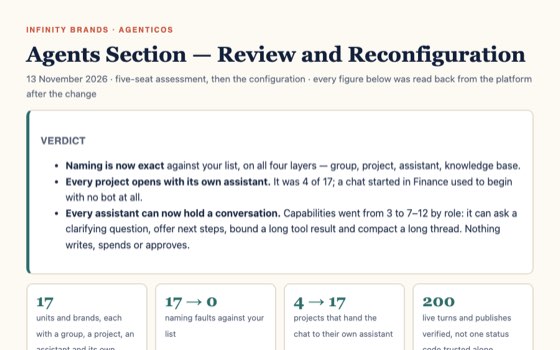 INFINITY BRANDS · AGENTICOS
Agents Section — Review and Reconfiguration
13 November 2026 · five-seat assessment, then the configuration · every figure below was read back from the platform
after the change
VERDICT
• Naming is now exact against your list, on all four layers — group, project, assistant, knowledge base.
• Every project opens with its own assistant. It was 4 of 17; a chat started in Finance used to begin
with no bot at all.
• Every assistant can now hold a conversation. Capabilities went from 3 to 7–12 by role: it can ask a
clarifying question, offer next steps, bound a long tool result and compact a long thread. Nothing
writes, spends or approves.
17
units and brands, each
with a group, a project, an
assistant and its own
17 → 0
naming faults against your
list
4 → 17
projects that hand the
chat to their own assistant
200
live turns and publishes
verified, not one status
code trusted alone